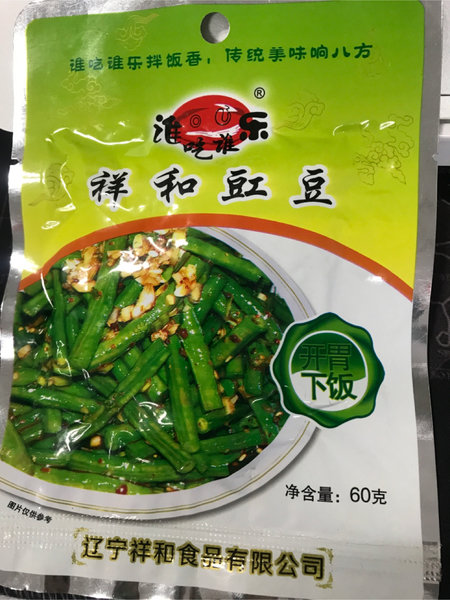 谁吃谁乐拌饭香，传统美味响八方
谁吃谁乐
®
祥和豇豆
开胃
下饭
净含量：60克
图片仅供参考
辽宁祥和食品有限公司